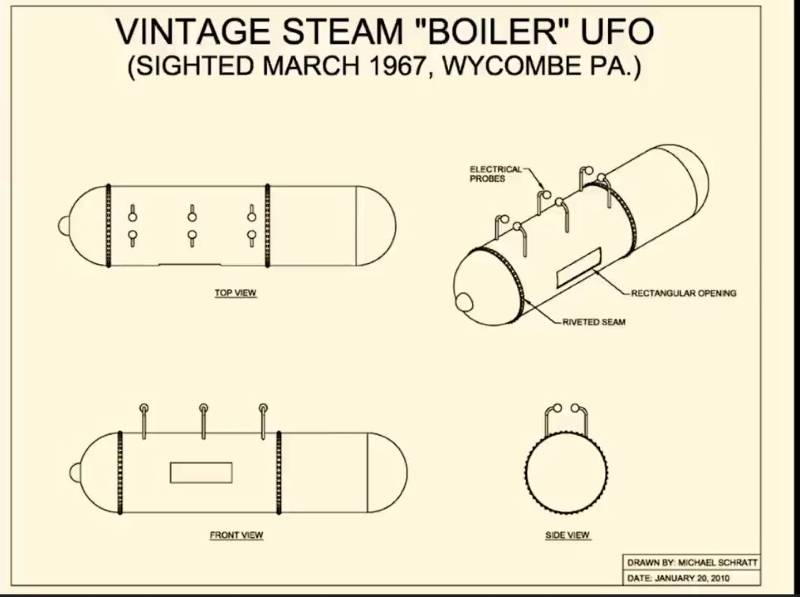 VINTAGE STEAM "BOILER" UFO
(SIGHTED MARCH 1967, WYCOMBE PA.)
ELECTRICAL
PROBES
TOP VIEW
RECTANGULAR OPENING
RIVETED SEAM
FRONT VIEW
SIDE VIEW
DRAWN BY: MICHAEL SCHRATT
DATE: JANUARY 20, 2010